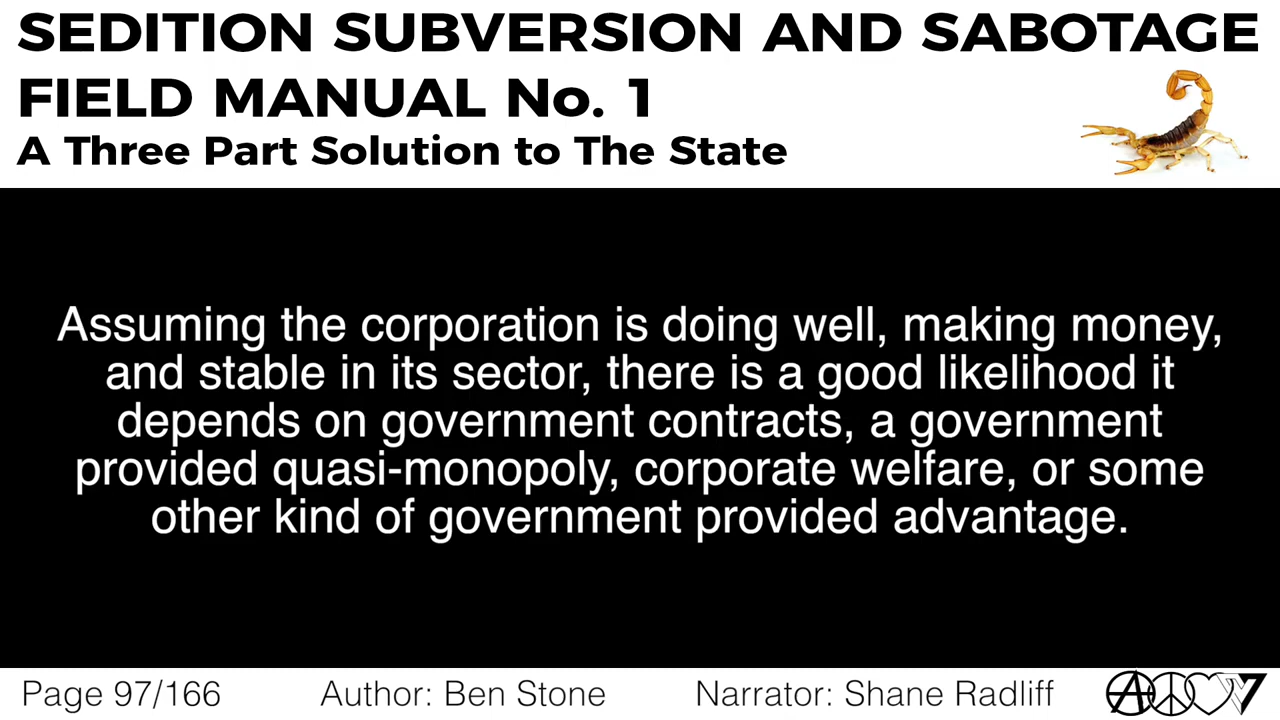 SEDITION SUBVERSION AND SABOTAGE
FIELD MANUAL No. 1
A Three Part Solution to The State
Assuming the corporation is doing well, making money,
and stable in its sector, there is a good likelihood it
depends on government contracts, a government
provided quasi-monopoly, corporate welfare, or some
other kind of government provided advantage.
Page 97/166 Author: Ben Stone Narrator: Shane Radliff